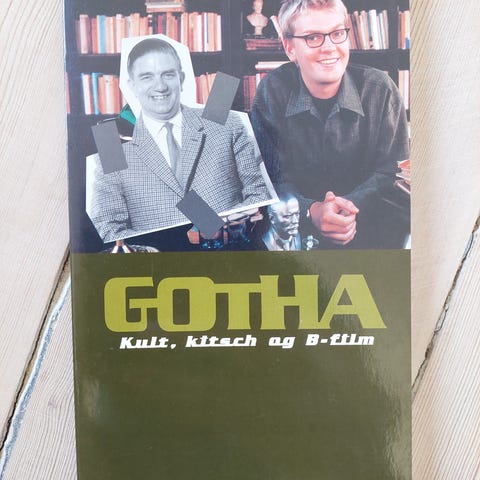 GOTHA
Kult, kitsch og B-film